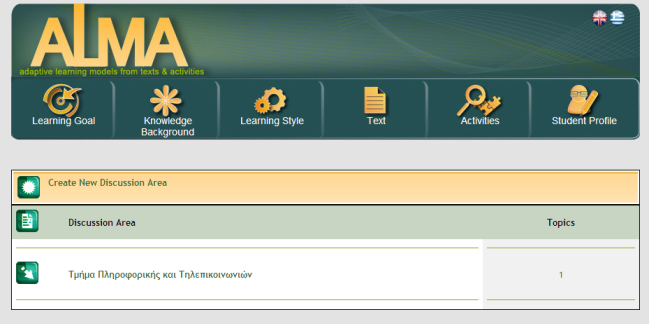 ALMA
adaptive learning models from texts & activities
Learning Goal
Knowledge
Background
Learning Style
Text
Activities
Student Profile
Create New Discussion Area
Discussion Area
Topics
Τμήμα Πληροφορικής και Τηλεπικοινωνιών
1